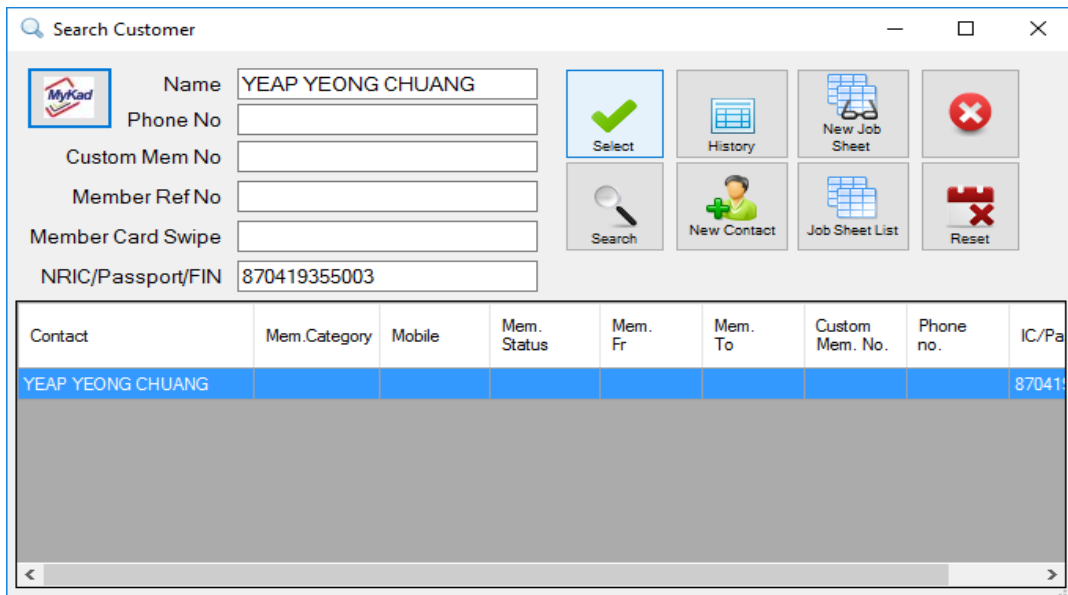 Search Customer
MyKad
Name YEAP YEONG CHUANG
Phone No
Custom Mem No
Member Ref No
Member Card Swipe
NRIC/Passport/FIN 870419355003
Select
History
New Job
Sheet
Search
New Contact
Job Sheet List
Reset
Contact
Mem.Category
Mobile
Mem.
Status
Mem.
Fr
Mem.
To
Custom
Mem. No.
Phone
no.
IC/Pa
YEAP YEONG CHUANG
87041